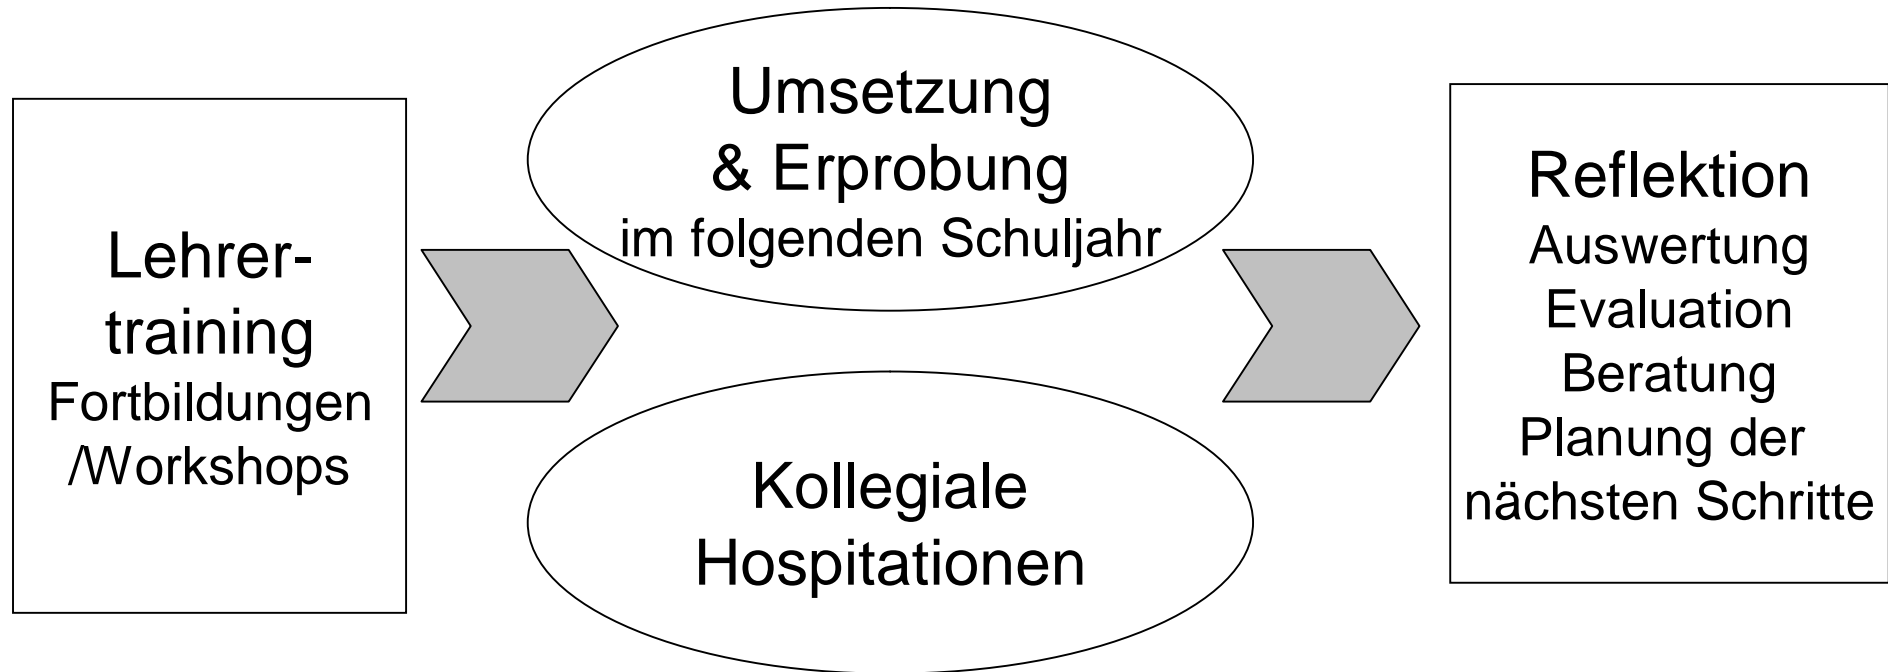 Lehrer-
training
Fortbildungen
/Workshops
Umsetzung
& Erprobung
im folgenden Schuljahr
Kollegiale
Hospitationen
Reflektion
Auswertung
Evaluation
Beratung
Planung der
nächsten Schritte